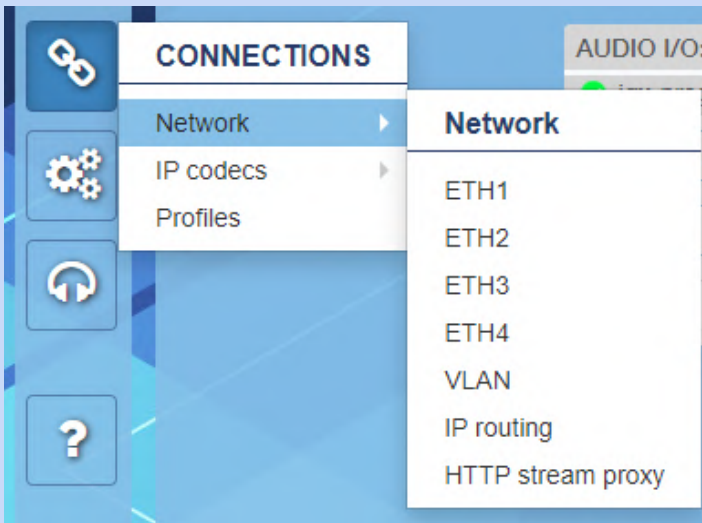 CONNECTIONS
Network
IP codecs
Profiles
Network
ETH1
ETH2
ETH3
ETH4
VLAN
IP routing
HTTP stream proxy
AUDIO I/O:
?